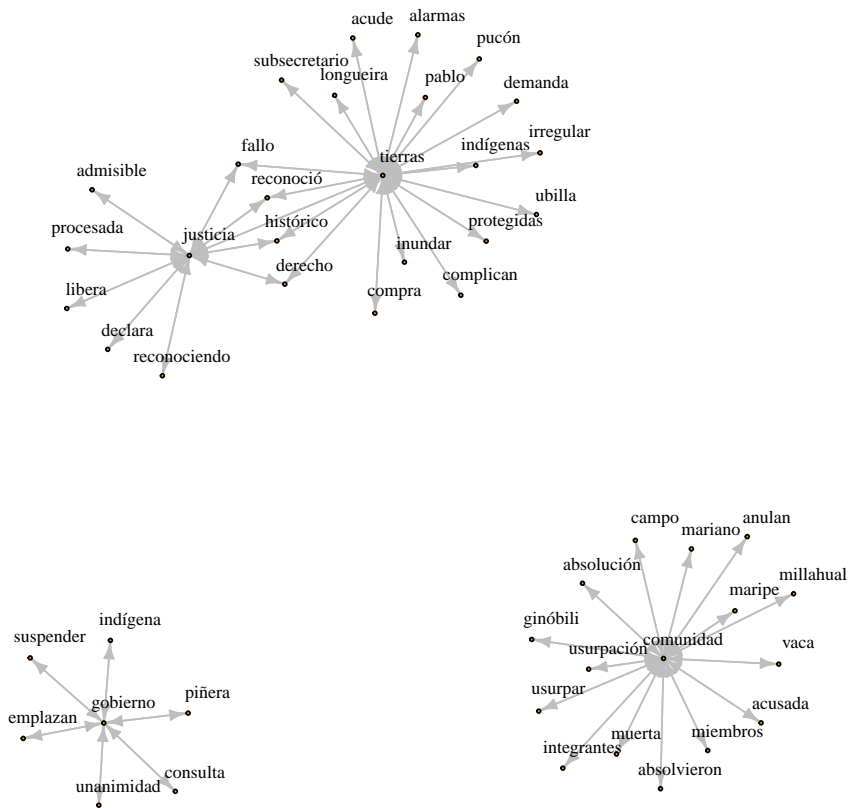 acude
alarmas
pucón
subsecretario
longueira
pablo
demanda
fallo
tierras
indígenas
irregular
admisible
reconoció
ubilla
procesada
justicia
histórico
protegidas
inundar
derecho
complican
libera
compra
declara
reconociendo
campo
mariano
anulan
absolución
millahual
maripe
ginóbili
comunidad
usurpación
vaca
usurpar
acusada
muerta
miembros
integrantes
absolvieron
indígena
suspender
gobierno
piñera
emplazan
consulta
unanimidad